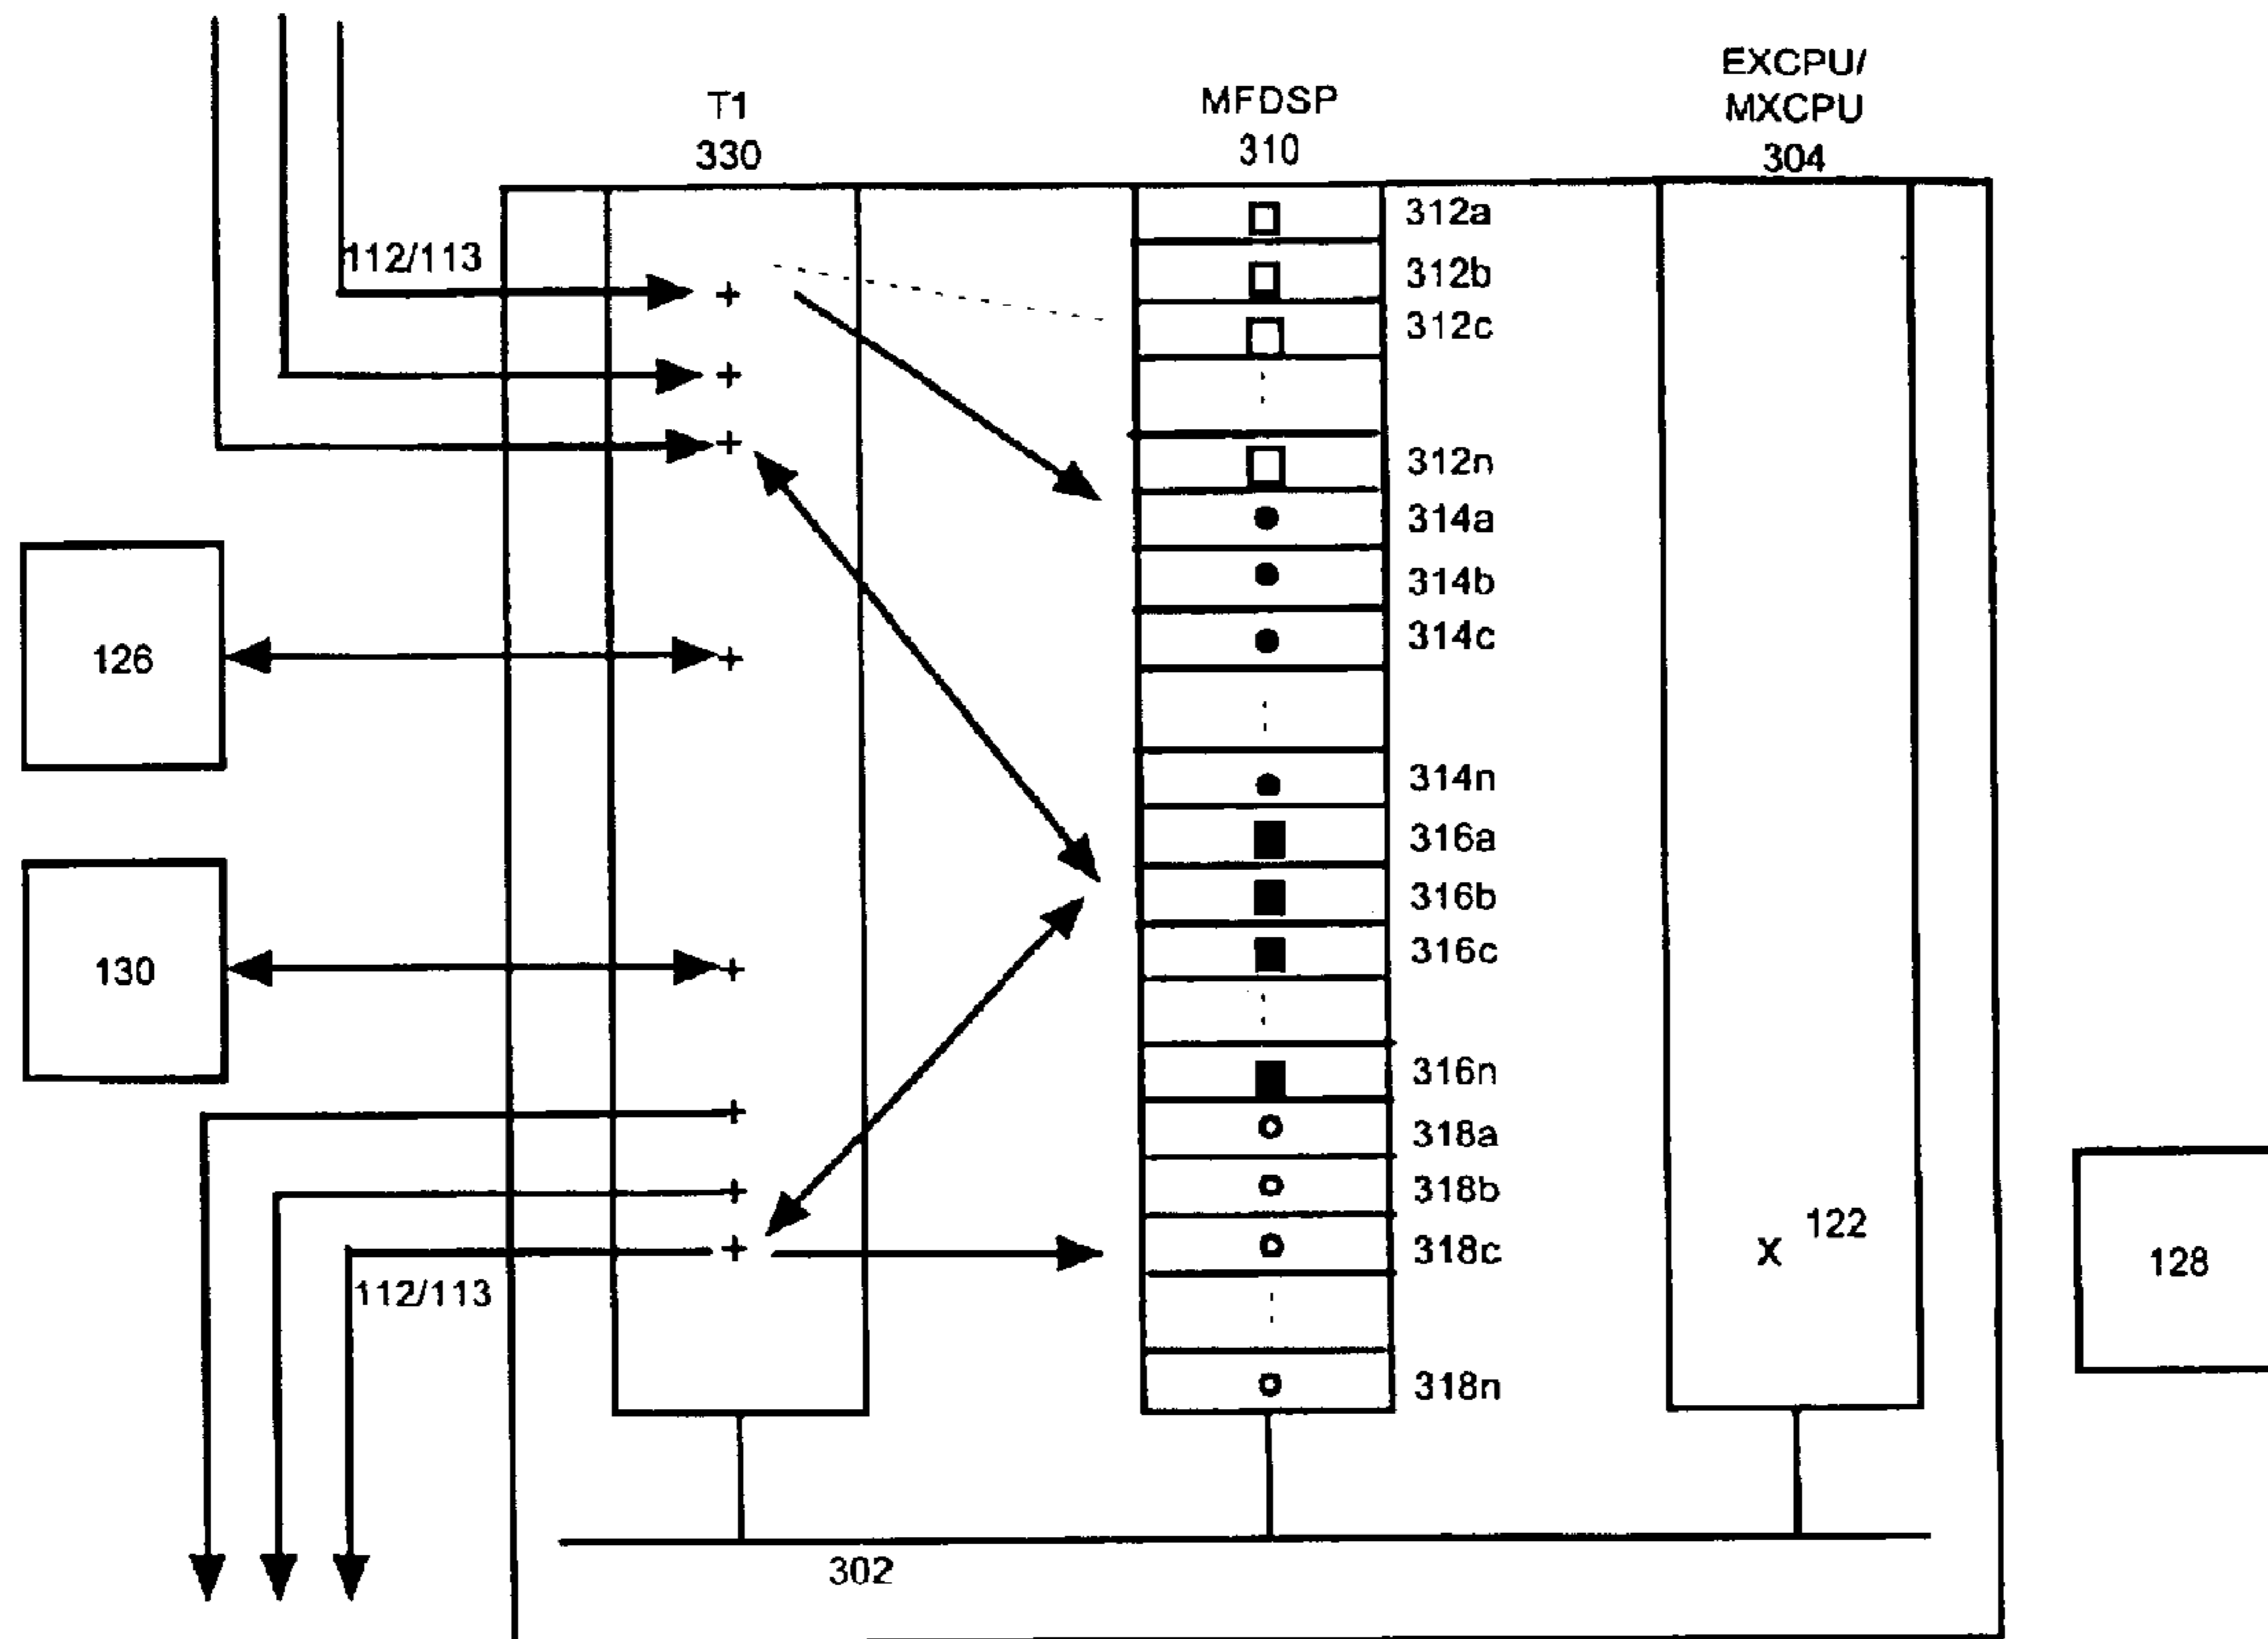 T1
330
MFDSP
310
EXCPU/
MXCPU
304
112/113
312a
312b
312c
312n
314a
314b
314c
314n
316a
316b
316c
316n
318a
318b
318c
318n
126
130
112/113
X 122
128
302